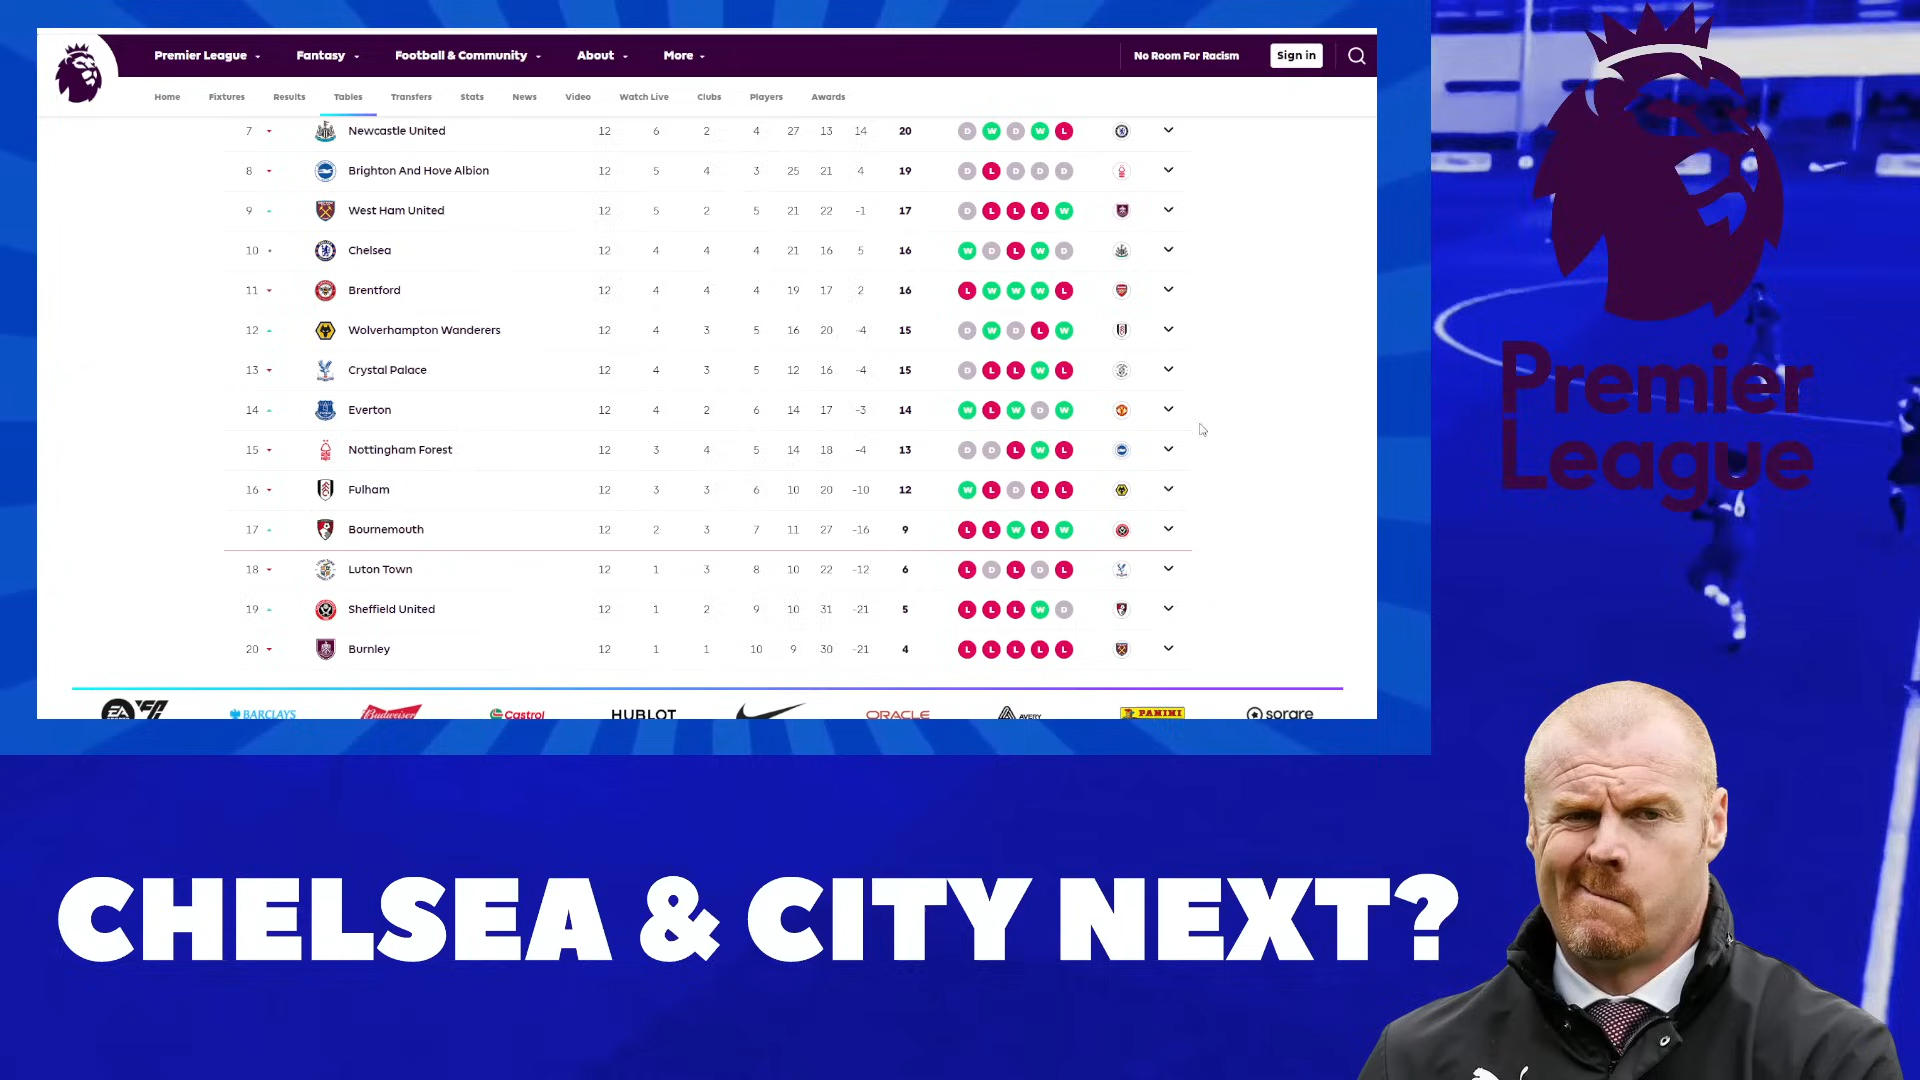 Premier League Fantasy Football & Community About More No Room For Racism Sign in
Home Fixtures Results Tables Transfers Stats News Video Watch Live Clubs Players Awards
7 Newcastle United 12 6 2 4 27 13 14 20 D W D W L
8 Brighton And Hove Albion 12 5 4 3 25 21 4 19 D L D D D
9 West Ham United 12 5 2 5 21 22 -1 17 D L L L W
10 Chelsea 12 4 4 4 21 16 5 16 W D L W D
11 Brentford 12 4 4 4 19 17 2 16 L W W W L
12 Wolverhampton Wanderers 12 4 3 5 16 20 -4 15 D W D L W
13 Crystal Palace 12 4 3 5 12 16 -4 15 D L L W L
14 Everton 12 4 2 6 14 17 -3 14 W L W D W
15 Nottingham Forest 12 3 4 5 14 18 -4 13 D D L W L
16 Fulham 12 3 3 6 10 20 -10 12 W L D L L
17 Bournemouth 12 2 3 7 11 27 -16 9 L L W L W
18 Luton Town 12 1 3 8 10 22 -12 6 L D L D L
19 Sheffield United 12 1 2 9 10 31 -21 5 L L L W D
20 Burnley 12 1 1 10 9 30 -21 4 L L L L L
EA BARCLAYS Budweiser Castrol HUBLOT ORACLE AVERY PANINI sorare
Premier
League
6
CHELSEA & CITY NEXT?